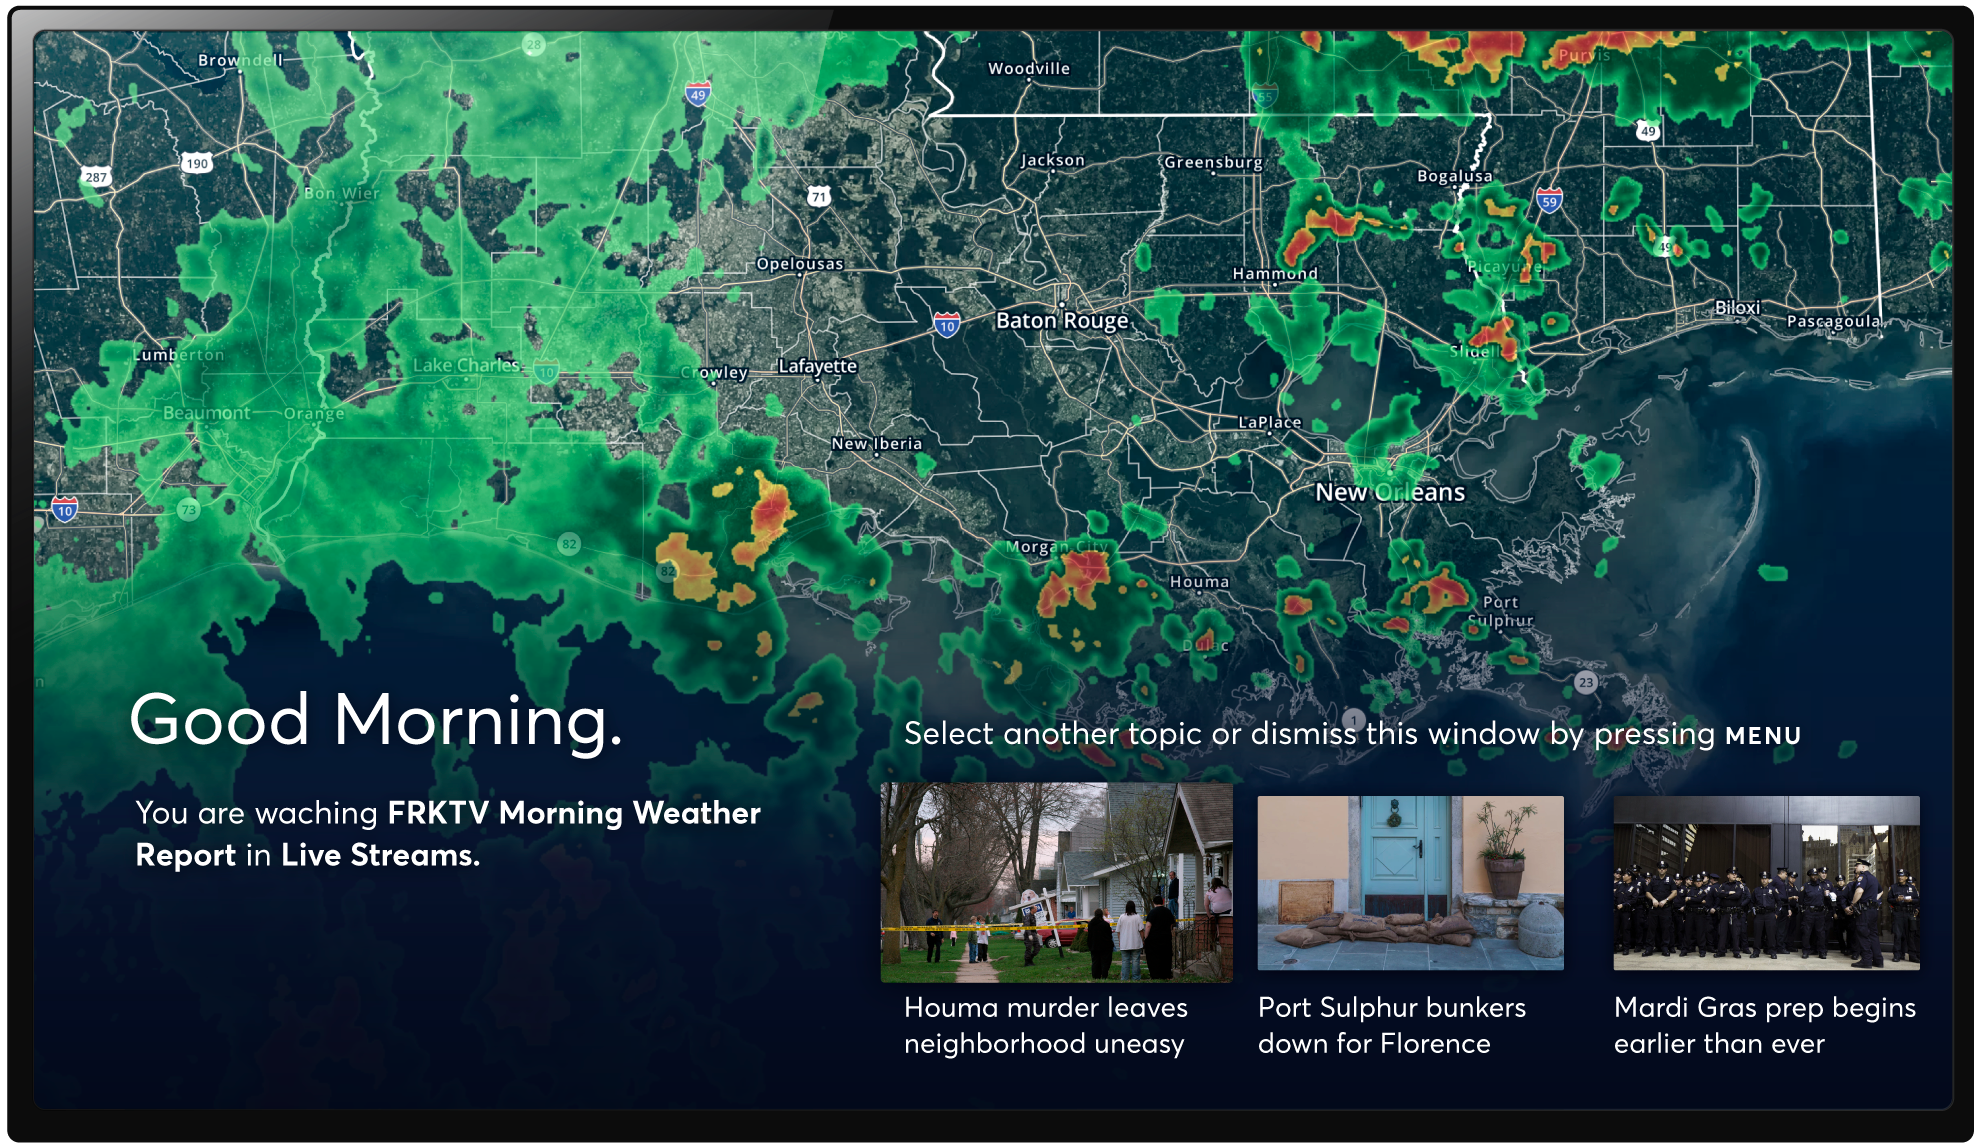 28
Browndell
Woodville
Purvis
49
55
49
190
287
Jackson
Greensburg
Bogalusa
Bon Wier
71
59
49
Opelousas
Hammond
Picayune
Biloxi
Pascagoula
10
Baton Rouge
Lumberton
Lake Charles
10
Crowley
Lafayette
Slidell
Beaumont
Orange
LaPlace
New Iberia
New Orleans
10
73
82
Morgan City
82
Houma
Port
Sulphur
Dulac
n
23
1
Good Morning.
You are waching FRKTV Morning Weather
Report in Live Streams.
Select another topic or dismiss this window by pressing MENU
Houma murder leaves
neighborhood uneasy
Port Sulphur bunkers
down for Florence
Mardi Gras prep begins
earlier than ever